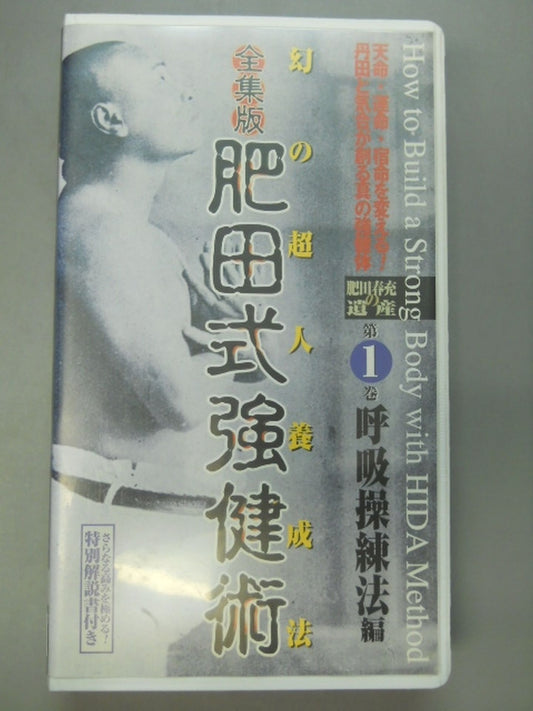 How to Build a Strong Body with HIDA Method
天命・運命・宿命を変える!
丹田と気合が創る真の強健体
肥田春充の遺産
第1巻
呼吸操練法編
幻の超人養成法
全集版
肥田式強健術
さらなる高みを極める!
特別解説書付き